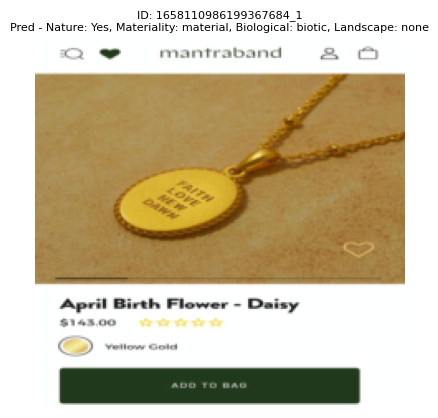 ID: 1658110986199367684_1
Pred - Nature: Yes, Materiality: material, Biological: biotic, Landscape: none
mantraband
FAITH
LOVE
NEW
DAWN
April Birth Flower - Daisy
$143.00
Yellow Gold
ADD TO BAG